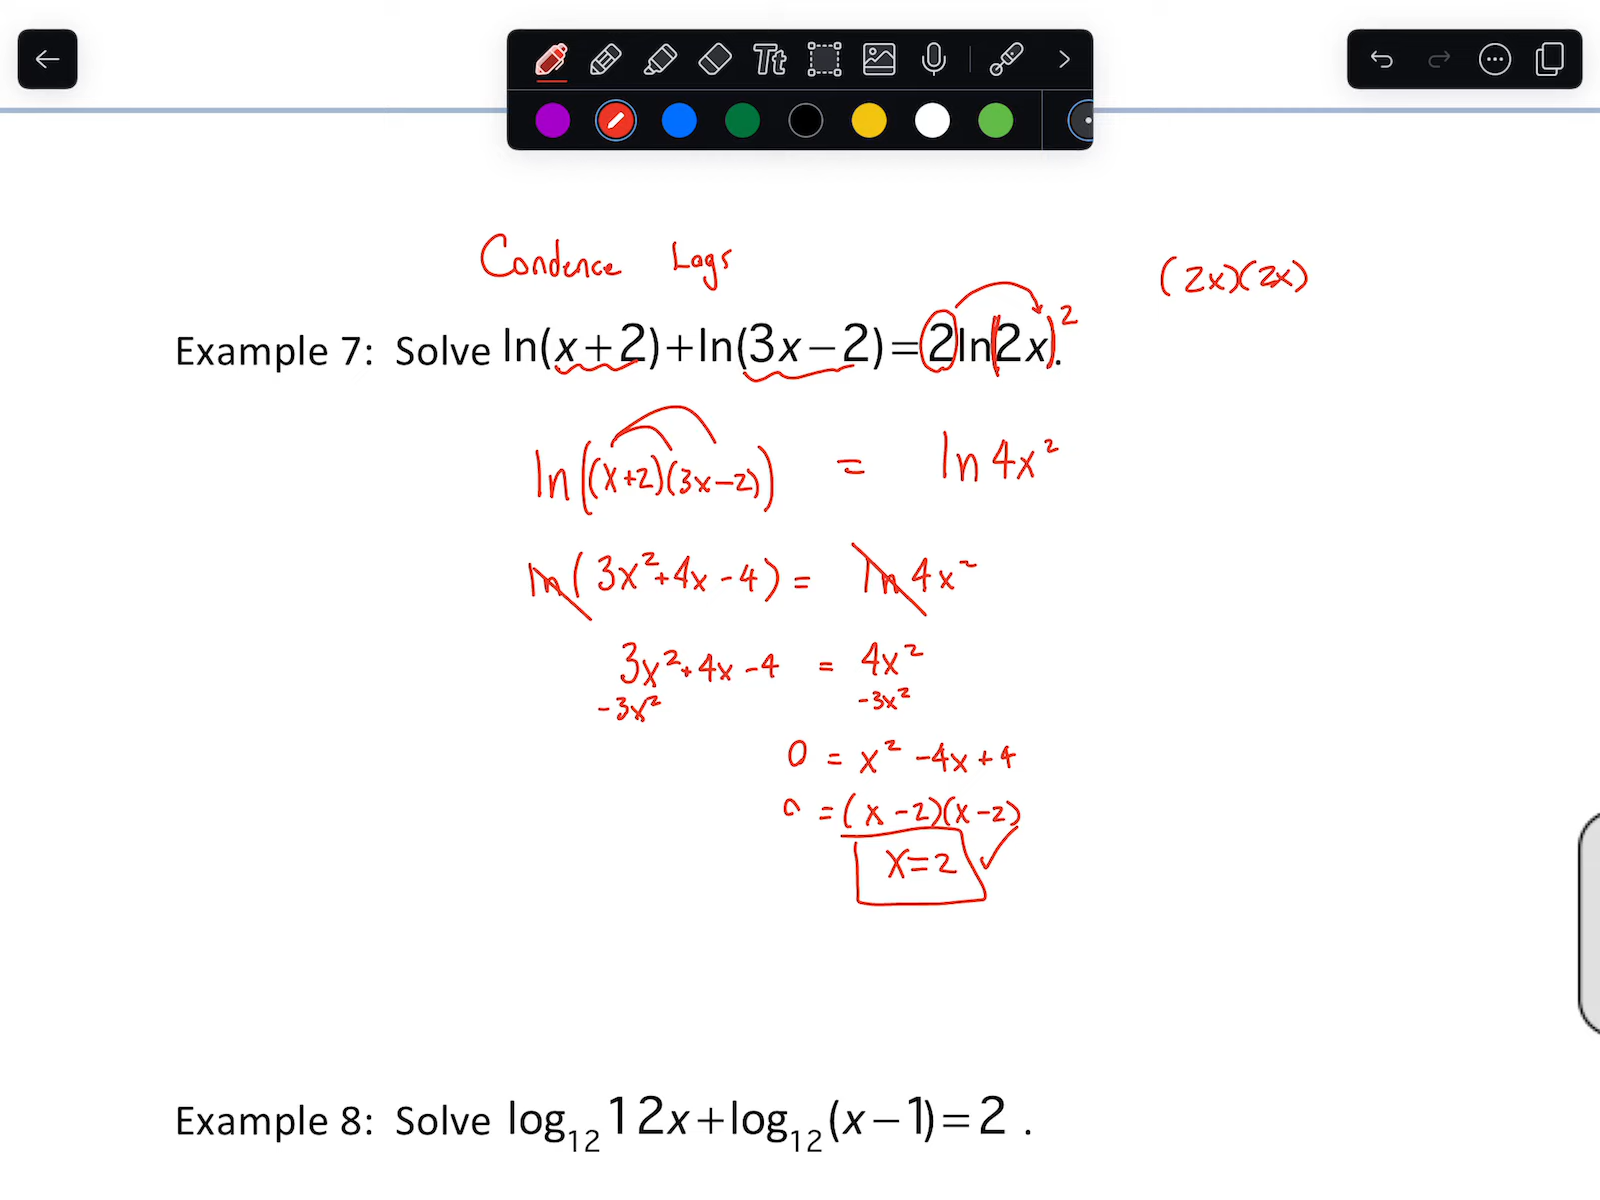 Tt
Condence Logs
(2x)(2x)
Example 7: Solve ln(x+2)+ln(3x−2)=2ln(2x)². 
ln((x+2)(3x−2)) = ln 4x²
ln(3x²+4x-4) = ln 4x²
3x²+4x-4 = 4x²
-3x² -3x²
0 = x² -4x+4
0 = (x-2)(x-2)
x=2 ✓
Example 8: Solve log₁₂12x+log₁₂(x−1)=2 .